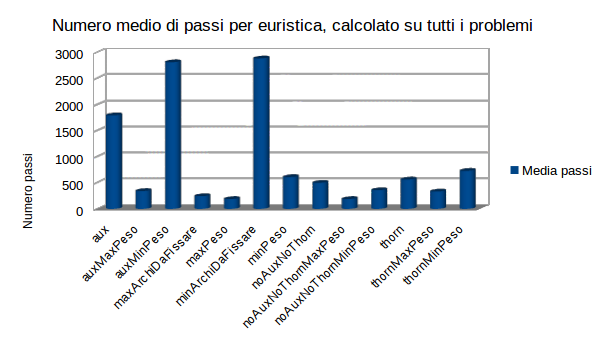 Numero medio di passi per euristica, calcolato su tutti i problemi
3000
2500
2000
1500
1000
500
0
Numero passi
Media passi
aux
auxMaxPeso
auxMinPeso
maxArchiDaFissare
maxPeso
minArchiDaFissare
minPeso
noAuxNoThorn
noAuxNoThornMaxPeso
noAuxNoThornMinPeso
thorn
thornMaxPeso
thornMinPeso